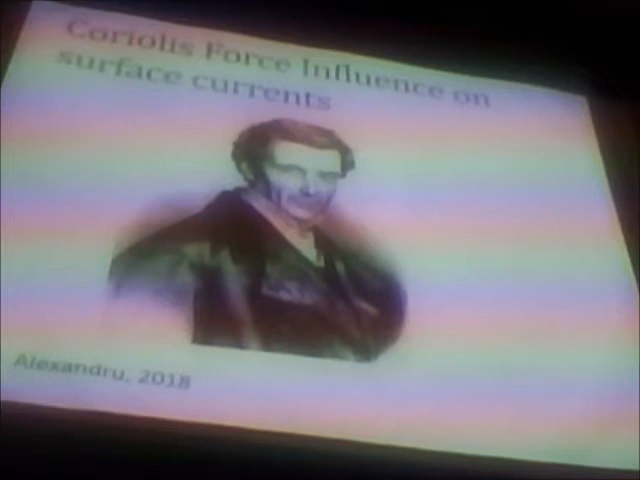 Coriolis Force Influence on
surface currents
Alexandru, 2018